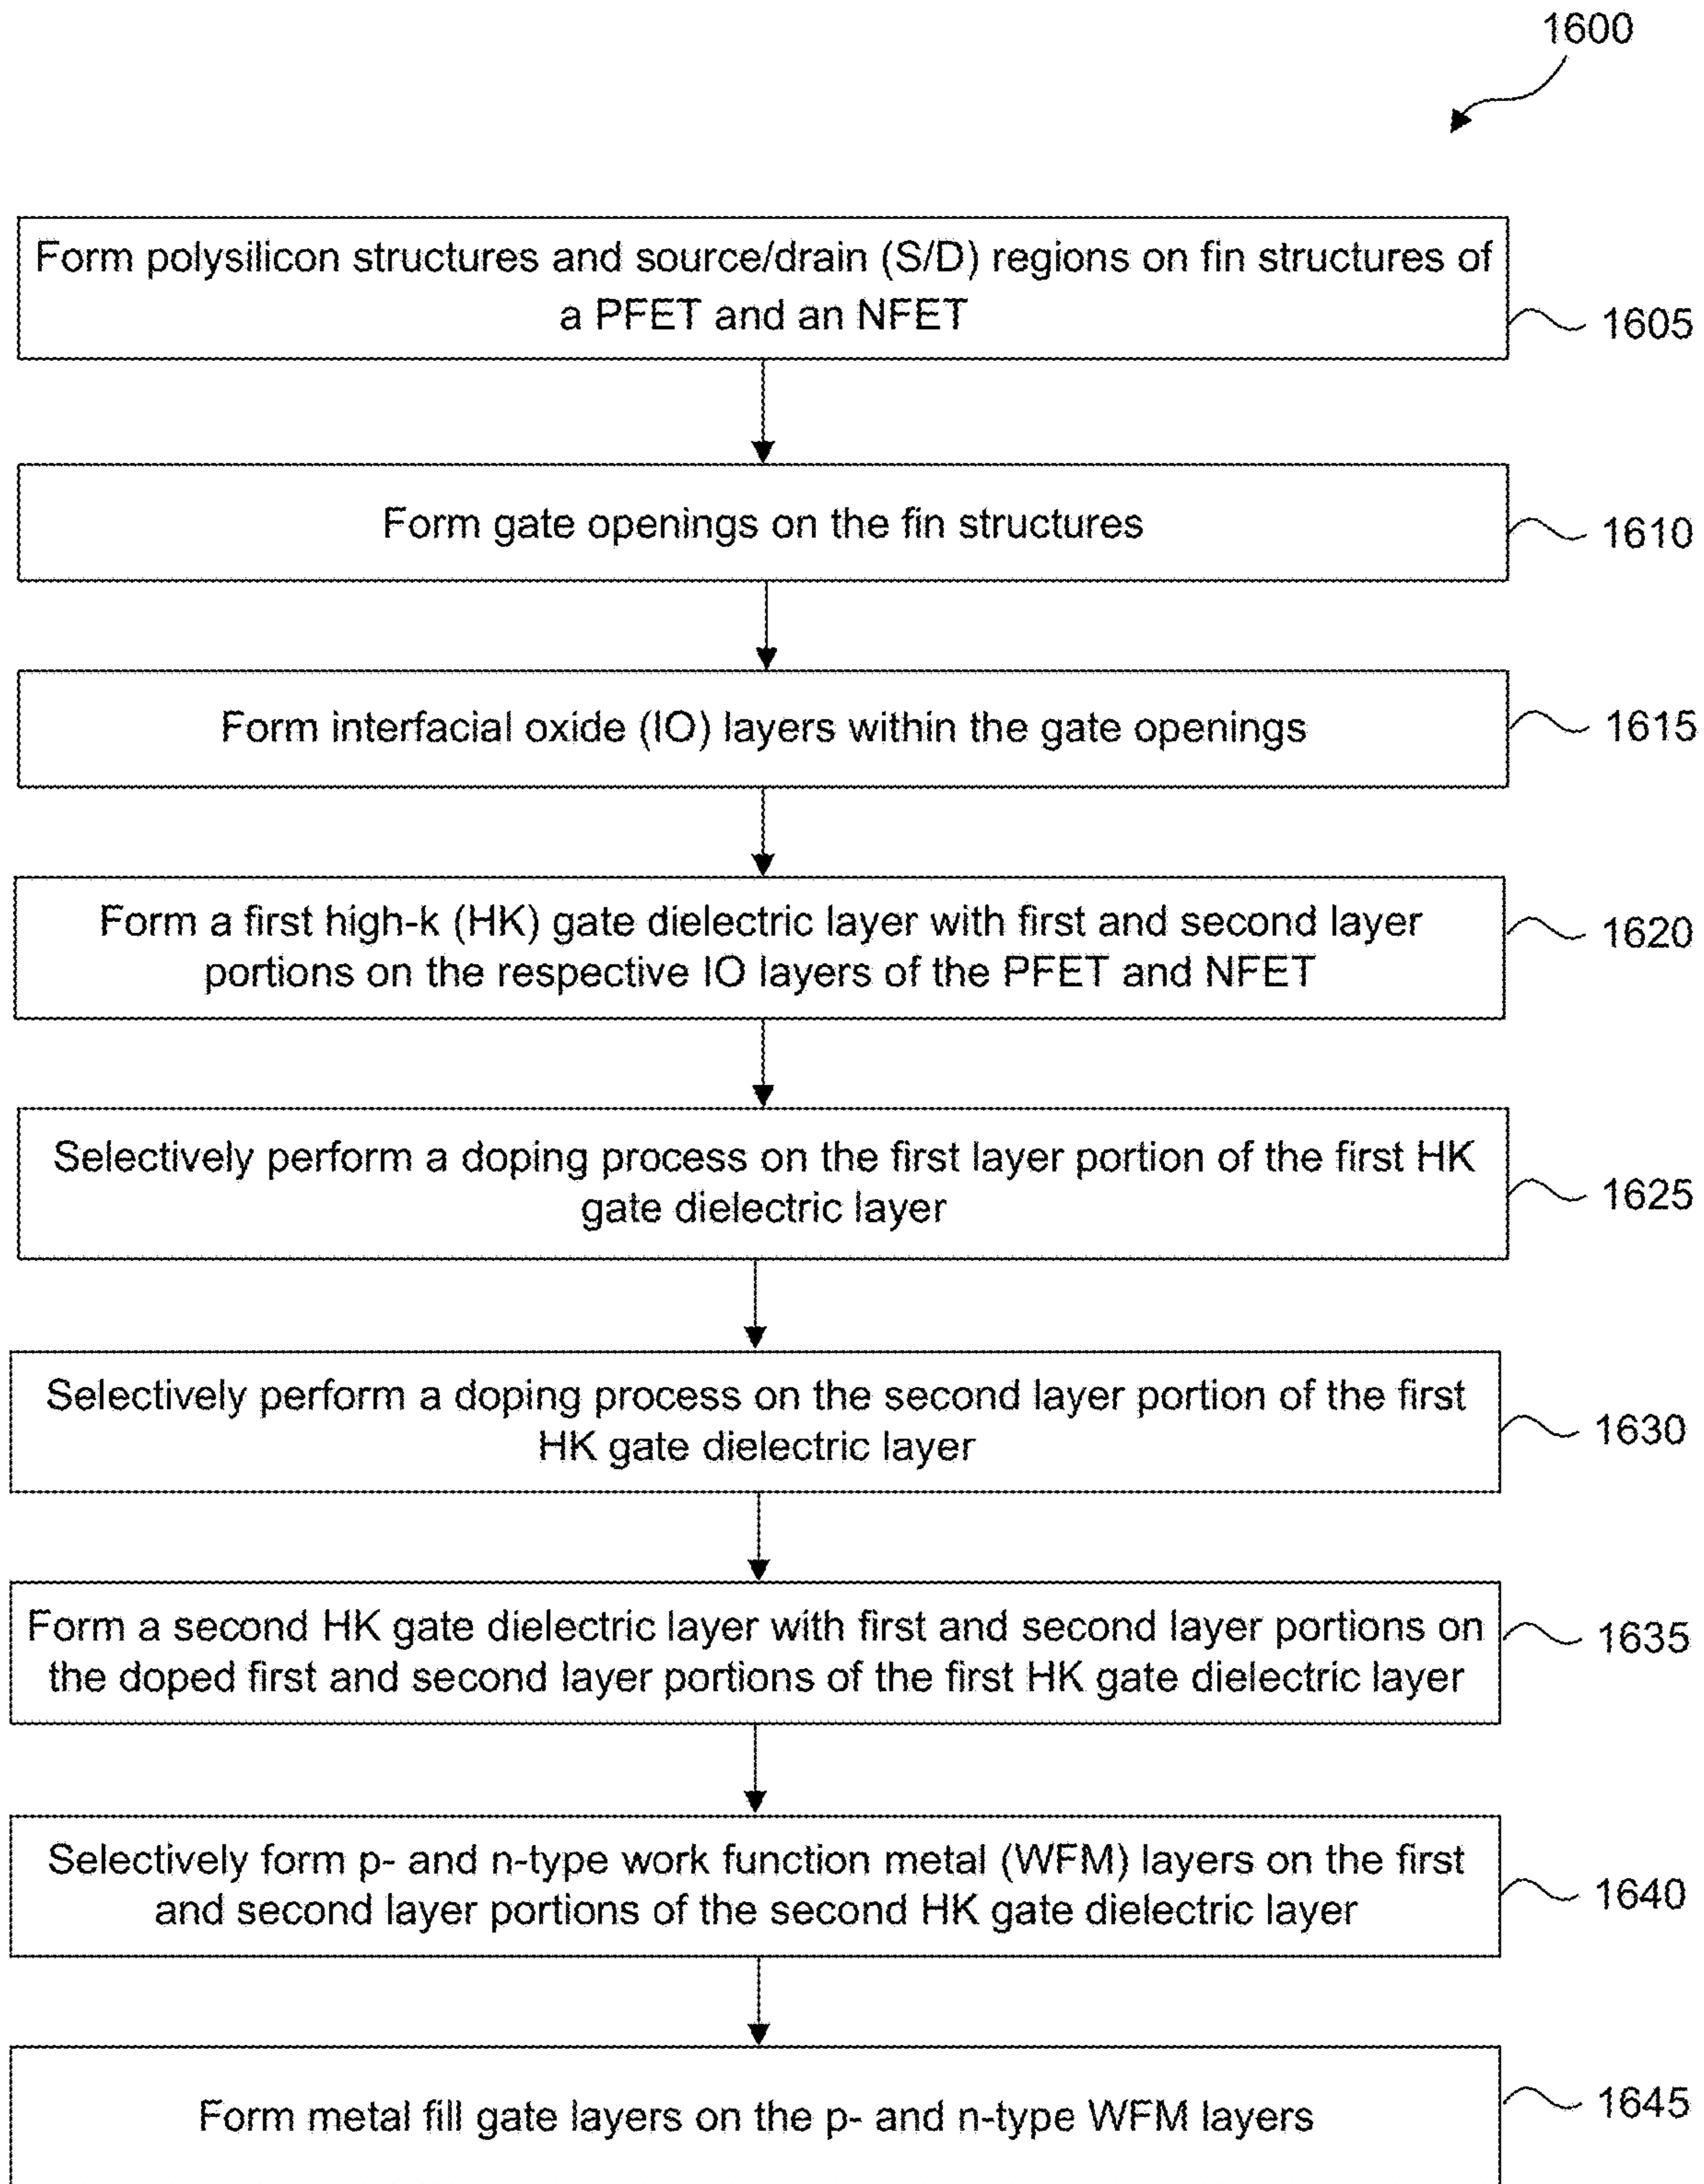 1600
Form polysilicon structures and source/drain (S/D) regions on fin structures of
a PFET and an NFET
1605
Form gate openings on the fin structures
1610
Form interfacial oxide (IO) layers within the gate openings
1615
Form a first high-k (HK) gate dielectric layer with first and second layer
portions on the respective IO layers of the PFET and NFET
1620
Selectively perform a doping process on the first layer portion of the first HK
gate dielectric layer
1625
Selectively perform a doping process on the second layer portion of the first
HK gate dielectric layer
1630
Form a second HK gate dielectric layer with first and second layer portions on
the doped first and second layer portions of the first HK gate dielectric layer
1635
Selectively form p- and n-type work function metal (WFM) layers on the first
and second layer portions of the second HK gate dielectric layer
1640
Form metal fill gate layers on the p- and n-type WFM layers
1645